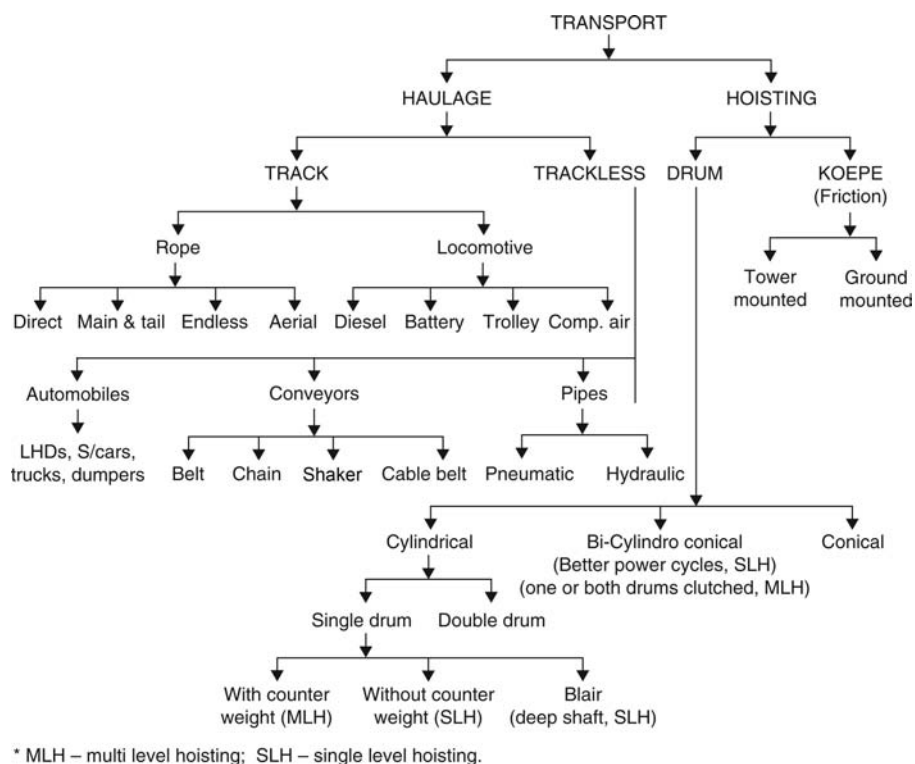 TRANSPORT
HAULAGE
HOISTING
TRACK
TRACKLESS
DRUM
KOEPE
(Friction)
Rope
Locomotive
Tower
mounted
Ground
mounted
Direct
Main & tail
Endless
Aerial
Diesel
Battery
Trolley
Comp. air
Automobiles
Conveyors
Pipes
LHDs, S/cars,
trucks, dumpers
Belt
Chain
Shaker
Cable belt
Pneumatic
Hydraulic
Cylindrical
Bi-Cylindro conical
(Better power cycles, SLH)
(one or both drums clutched, MLH)
Conical
Single drum
Double drum
With counter
weight (MLH)
Without counter
weight (SLH)
Blair
(deep shaft, SLH)
* MLH – multi level hoisting; SLH – single level hoisting.